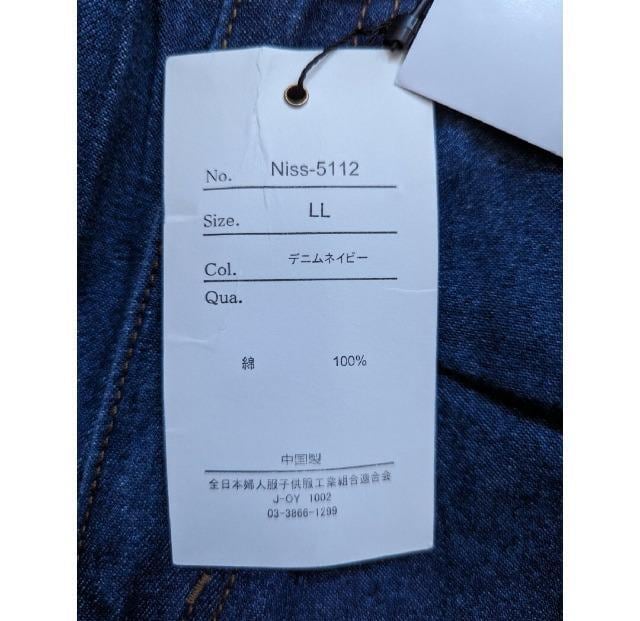 No. Niss-5112
Size. LL
Col. デニムネイビー
Qua.
綿 100%
中国製
全日本婦人服子供服工業組合連合会
J-OY 1002
03-3866-1299